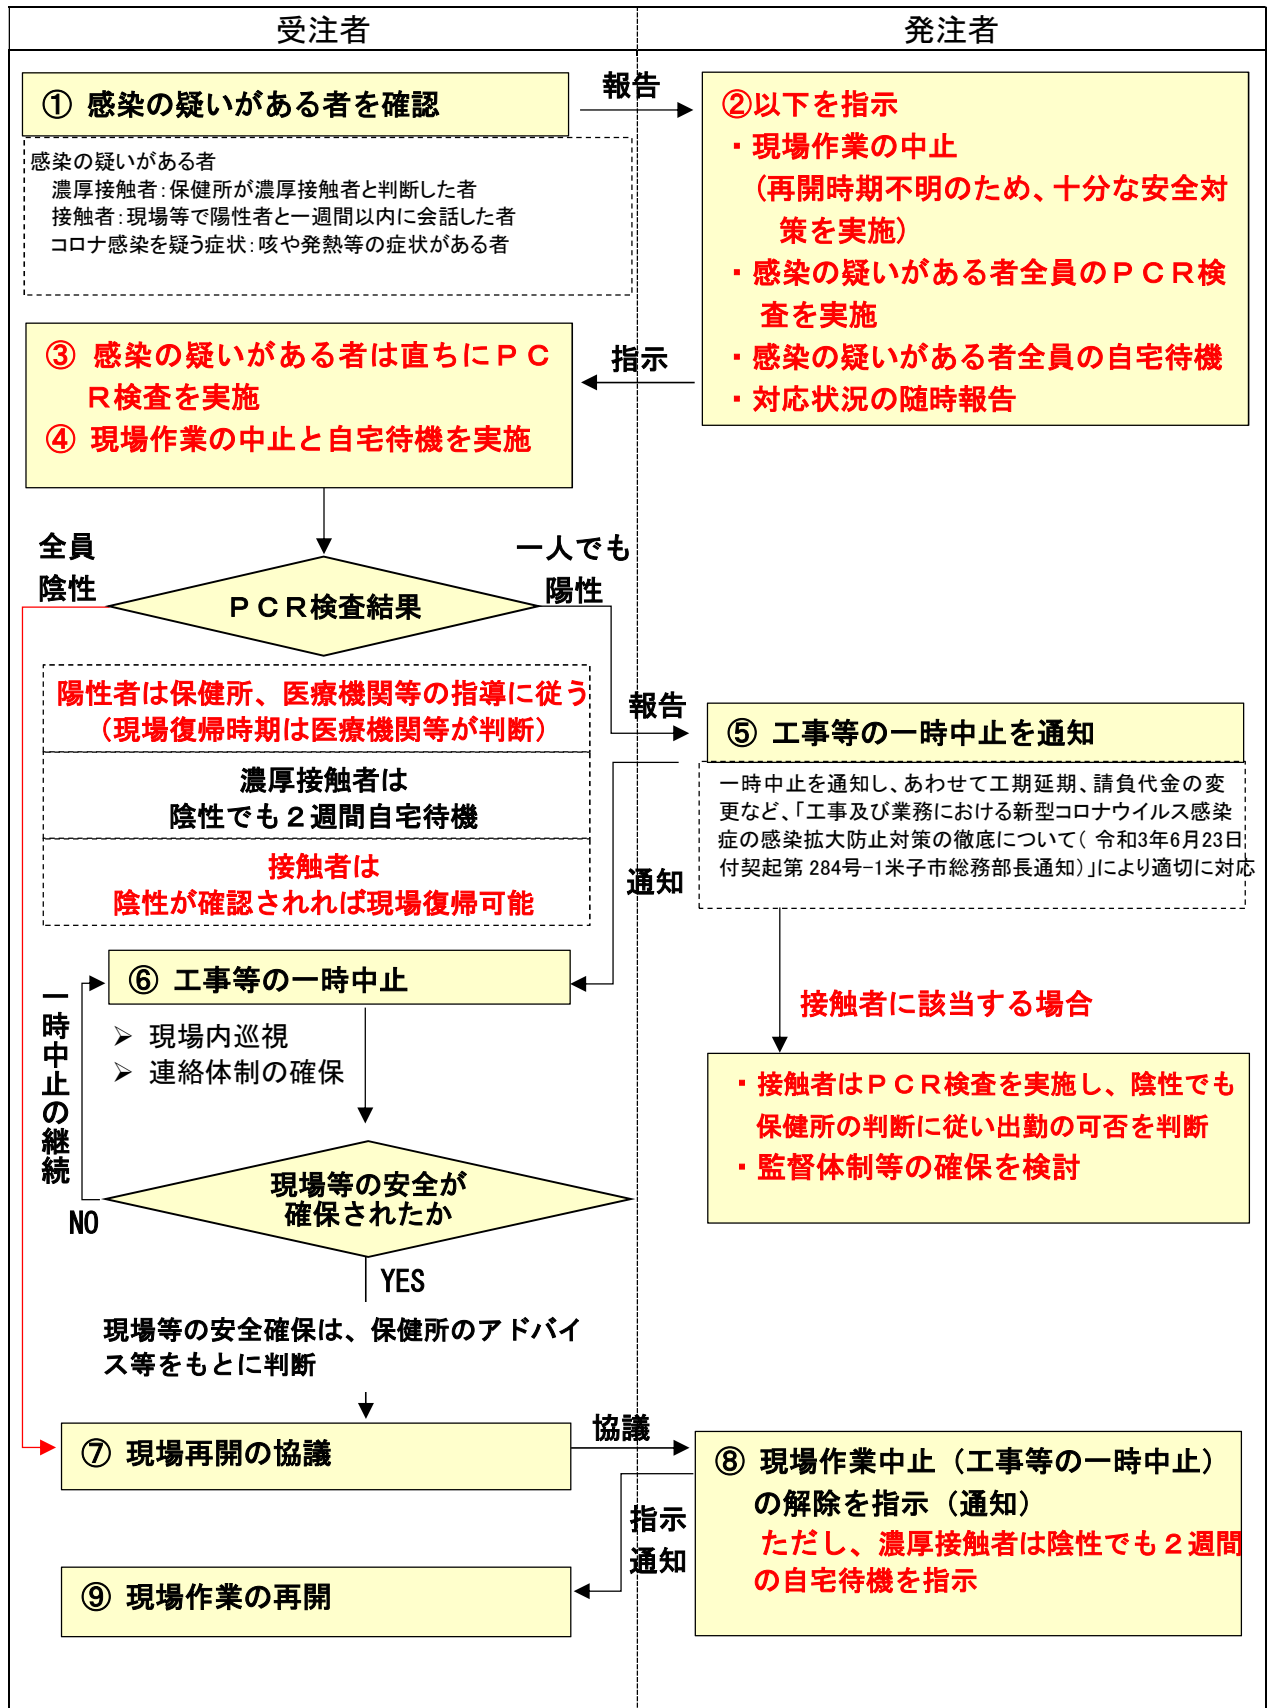 受注者
発注者
① 感染の疑いがある者を確認
報告
感染の疑いがある者
濃厚接触者：保健所が濃厚接触者と判断した者
接触者：現場等で陽性者と一週間以内に会話した者
コロナ感染を疑う症状：咳や発熱等の症状がある者
②以下を指示
・現場作業の中止
（再開時期不明のため、十分な安全対
策を実施）
・感染の疑いがある者全員のＰＣＲ検
査を実施
・感染の疑いがある者全員の自宅待機
・対応状況の随時報告
指示
③ 感染の疑いがある者は直ちにＰＣ
Ｒ検査を実施
④ 現場作業の中止と自宅待機を実施
全員
陰性
一人でも
陽性
ＰＣＲ検査結果
陽性者は保健所、医療機関等の指導に従う
（現場復帰時期は医療機関等が判断）
濃厚接触者は
陰性でも２週間自宅待機
接触者は
陰性が確認されれば現場復帰可能
報告
⑤ 工事等の一時中止を通知
一時中止を通知し、あわせて工期延期、請負代金の変
更など、「工事及び業務における新型コロナウイルス感染
症の感染拡大防止対策の徹底について（ 令和3年6月23日
付契起第 284号-1米子市総務部長通知）」により適切に対応
通知
⑥ 工事等の一時中止
➢ 現場内巡視
➢ 連絡体制の確保
一時中止の継続
接触者に該当する場合
・接触者はＰＣＲ検査を実施し、陰性でも
保健所の判断に従い出勤の可否を判断
・監督体制等の確保を検討
現場等の安全が
確保されたか
NO
YES
現場等の安全確保は、保健所のアドバイ
ス等をもとに判断
⑦ 現場再開の協議
協議
⑧ 現場作業中止（工事等の一時中止）
の解除を指示（通知）
ただし、濃厚接触者は陰性でも２週間
の自宅待機を指示
指示
通知
⑨ 現場作業の再開